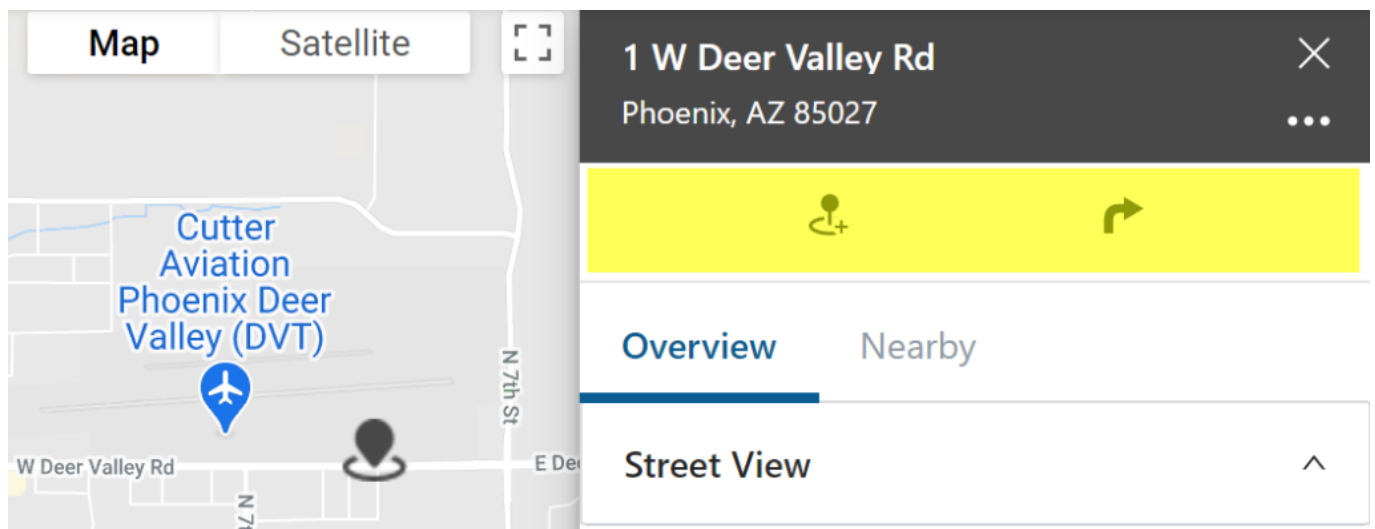 Map
Satellite
Cutter
Aviation
Phoenix Deer
Valley (DVT)
N 7th St
W Deer Valley Rd
E De
N 7t
1 W Deer Valley Rd
Phoenix, AZ 85027
Overview
Nearby
Street View